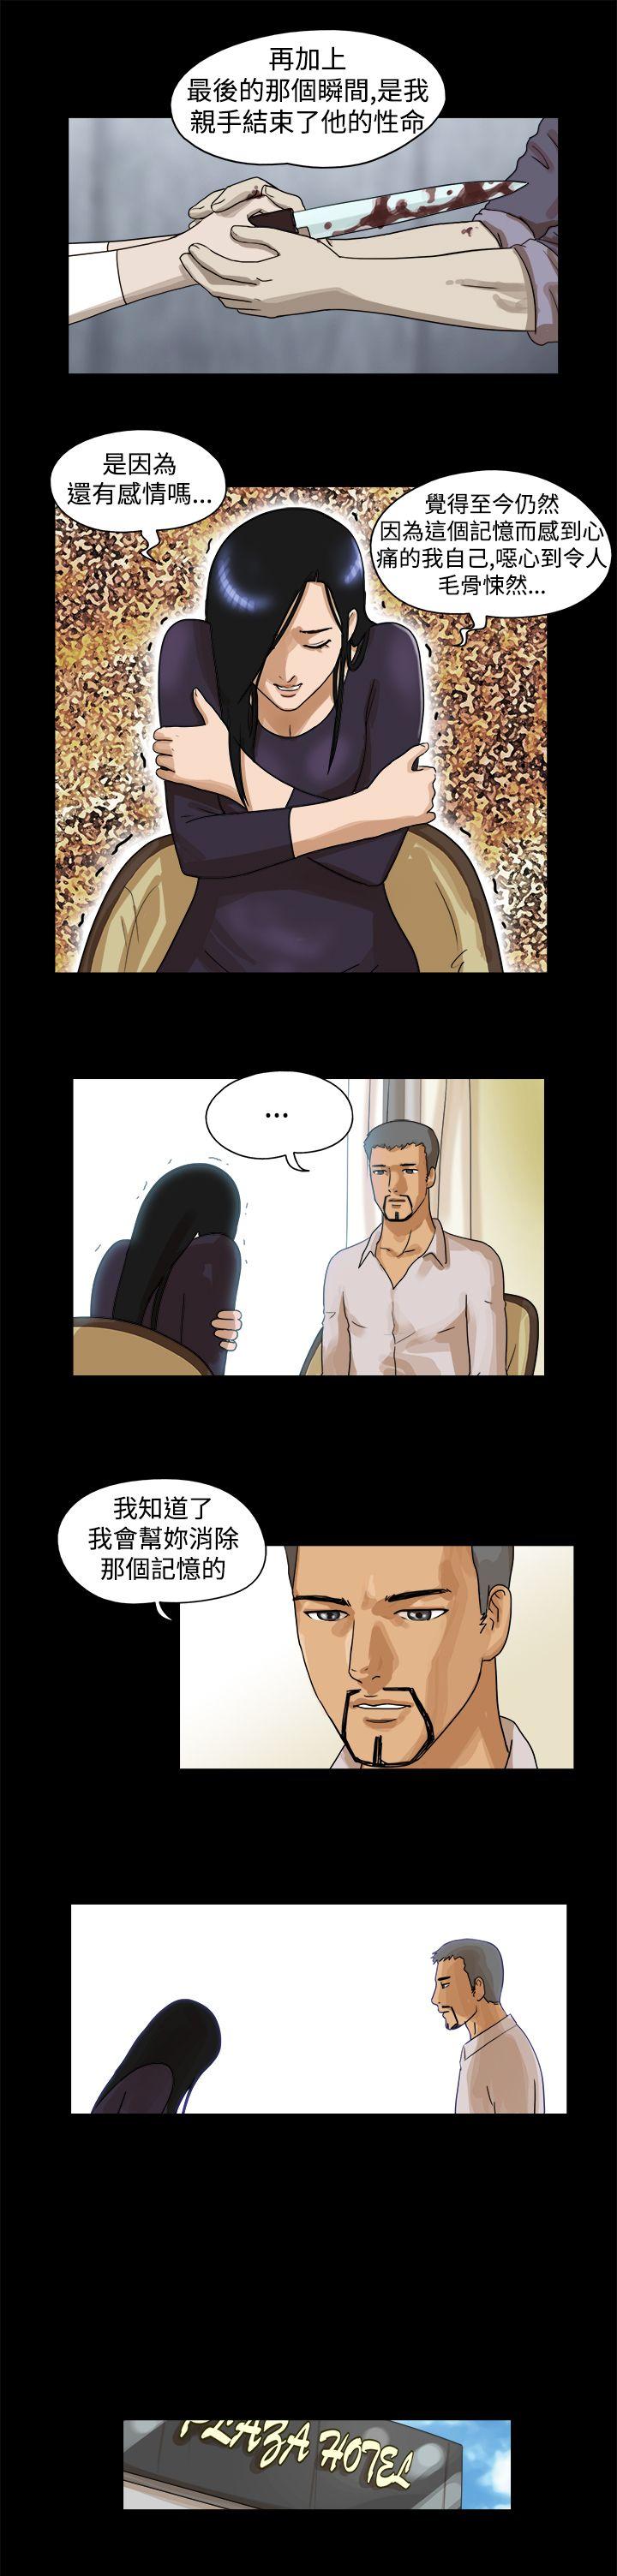 再加上
最後的那個瞬間,是我
親手結束了他的性命
是因為
還有感情嗎...
覺得至今仍然
因為這個記憶而感到心
痛的我自己,噁心到令人
毛骨悚然...
...
我知道了
我會幫妳消除
那個記憶的
PLAZA HOTEL